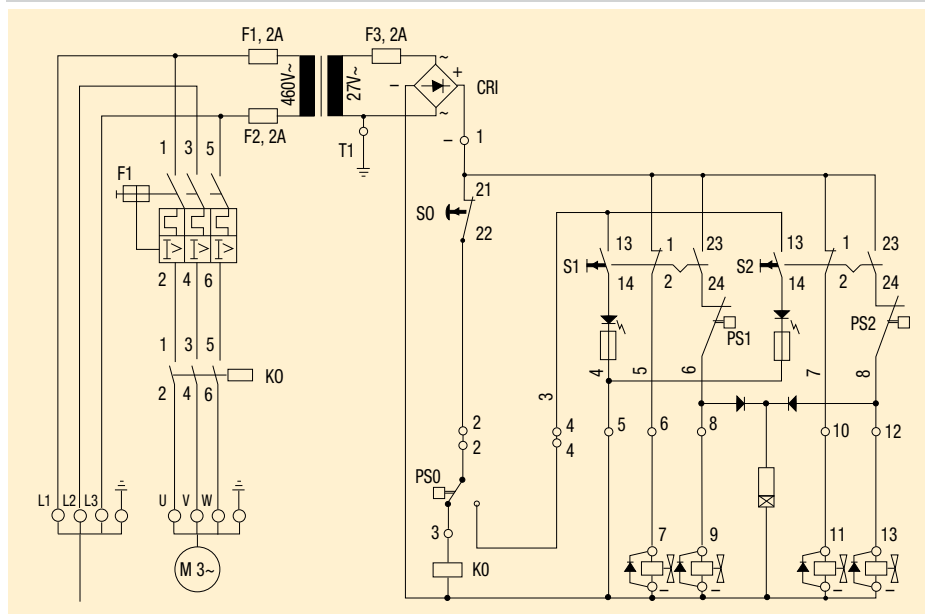 F1, 2A
F3, 2A
460V~
27V~
~
+
–
CRI
~
F2, 2A
T1
– 1
1 3 5
F1
I> I> I>
2 4 6
21
S0
22
13 1 23 13 1 23
S1 S2
14 2 24 14 2 24
PS1 PS2
1 3 5
K0
2 4 6
3 4 5 6 7 8
2 4 5 6 8 10 12
2 4
PS0
L1 L2 L3 U V W
3
7 9 11 13
K0
M 3~
– – – –